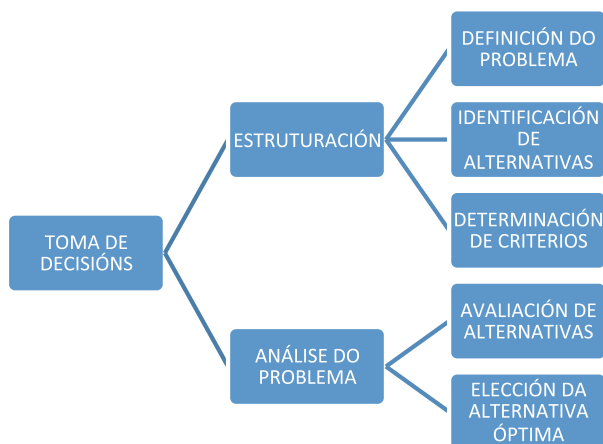 TOMA DE
DECISIÓNS
ESTRUTURACIÓN
DEFINICIÓN DO
PROBLEMA
IDENTIFICACIÓN
DE
ALTERNATIVAS
DETERMINACIÓN
DE CRITERIOS
ANÁLISE DO
PROBLEMA
AVALIACIÓN DE
ALTERNATIVAS
ELECCIÓN DA
ALTERNATIVA
ÓPTIMA